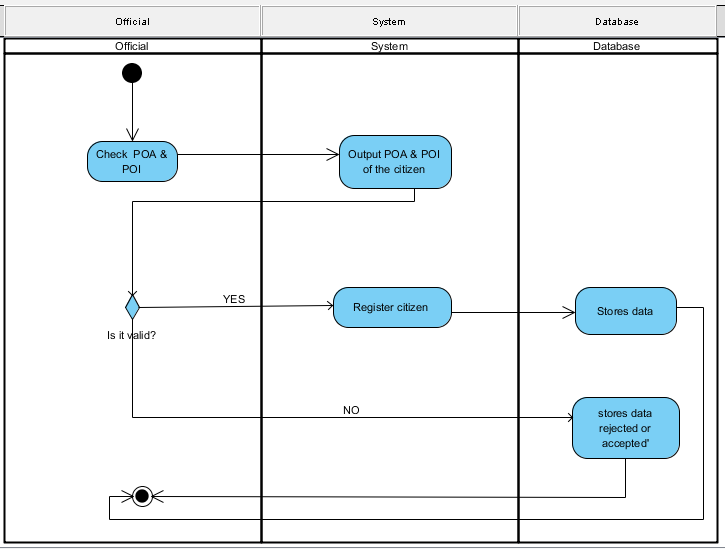 Official
System
Database
Official
System
Database
Check  POA &
POI
Output POA & POI
of the citizen
YES
Register citizen
Stores data
Is it valid?
NO
stores data
rejected or
accepted'